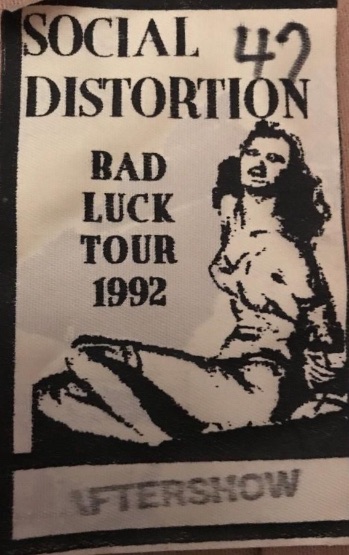 SOCIAL
42
DISTORTION
BAD
LUCK
TOUR
1992
AFTERSHOW